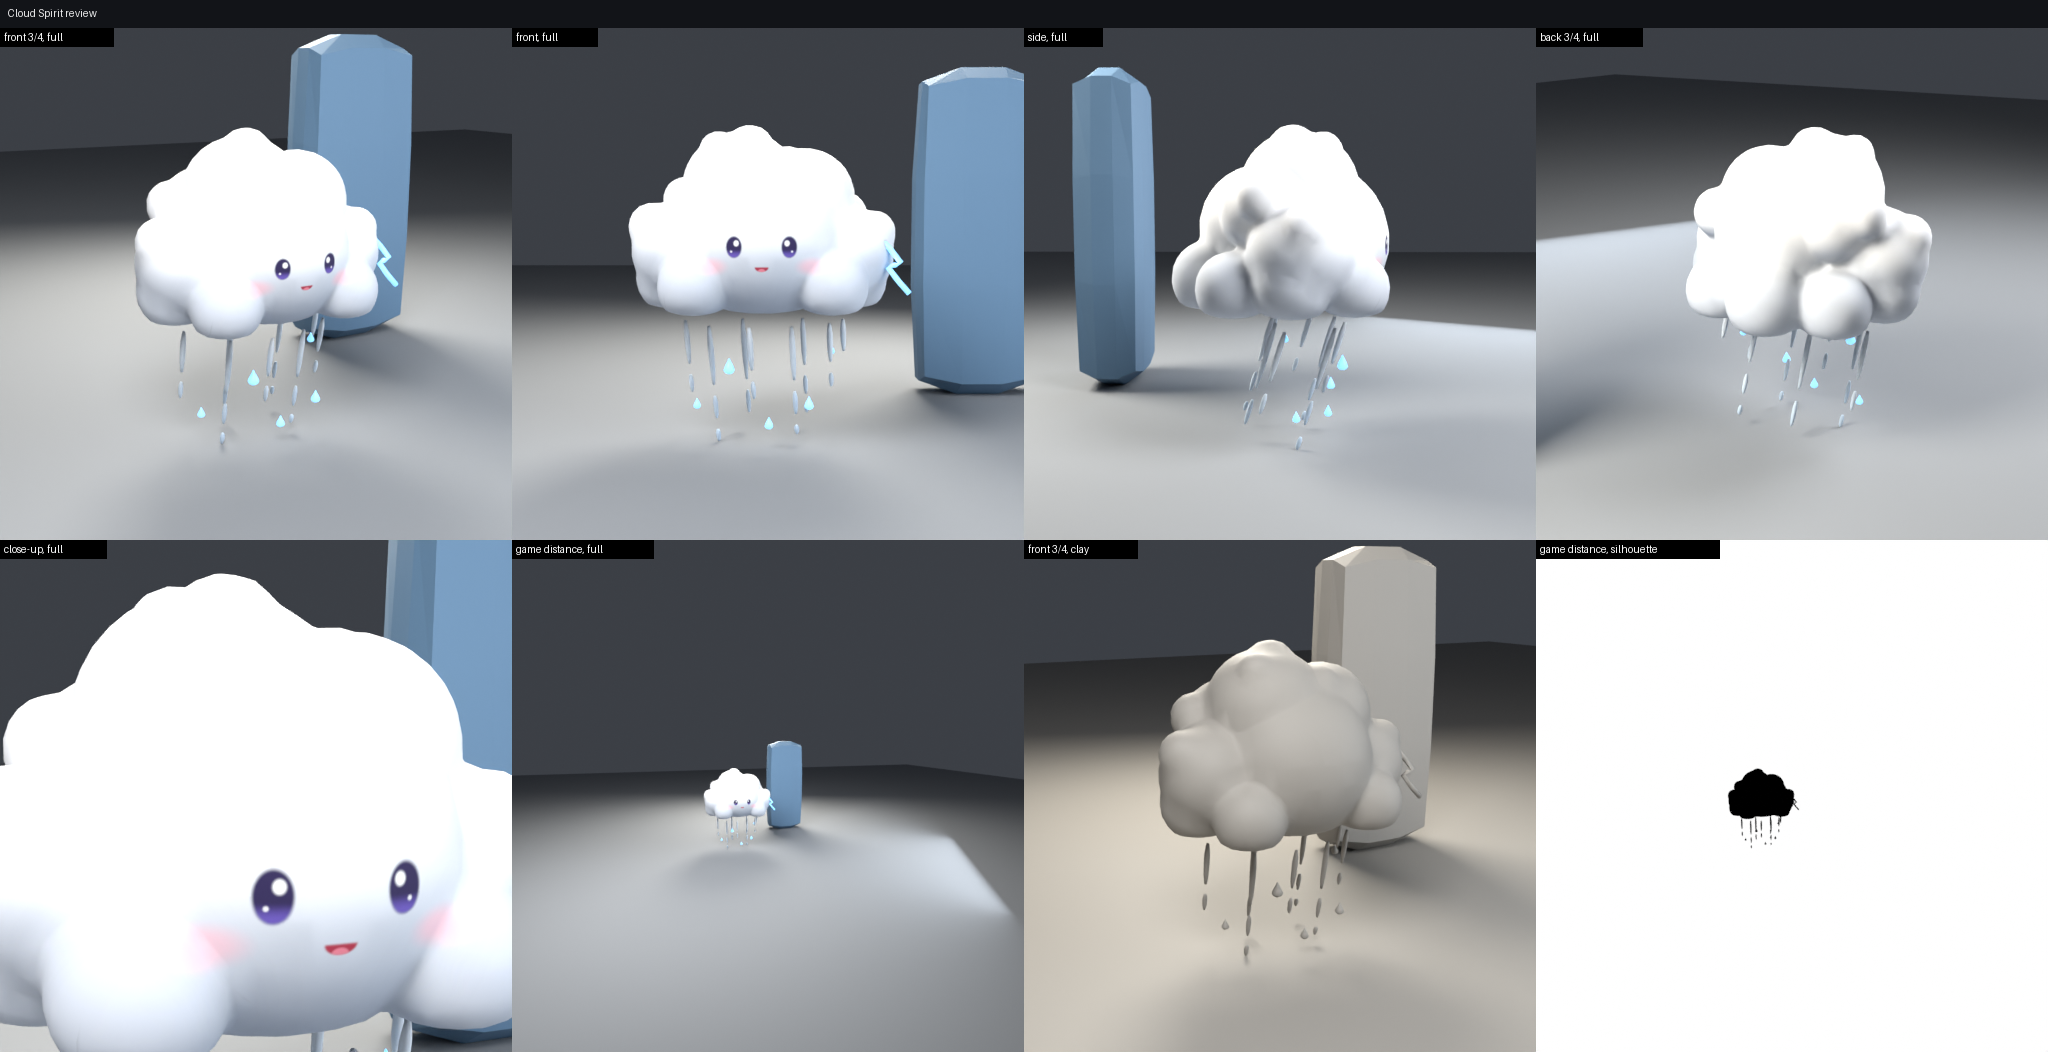 Cloud Spirit review
front 3/4, full
front, full
side, full
back 3/4, full
close-up, full
game distance, full
front 3/4, clay
game distance, silhouette